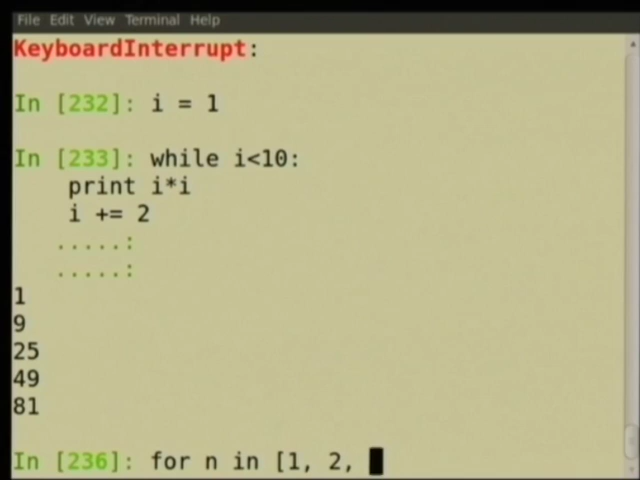 File Edit View Terminal Help
KeyboardInterrupt:
In [232]: i = 1
In [233]: while i<10:
print i*i
i += 2
.....:
.....:
1
9
25
49
81
In [236]: for n in [1, 2,